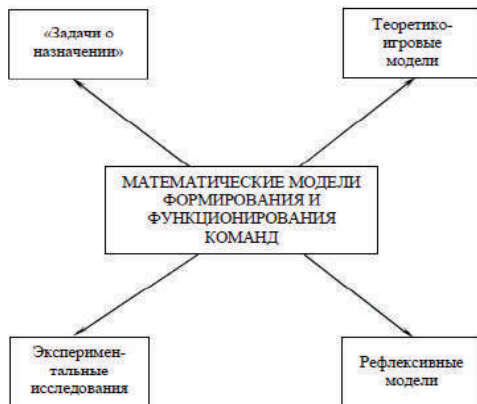 «Задачи о
назначении»
Теоретико-
игровые
модели
МАТЕМАТИЧЕСКИЕ МОДЕЛИ
ФОРМИРОВАНИЯ И
ФУНКЦИОНИРОВАНИЯ
КОМАНД
Эксперимен-
тальные
исследования
Рефлексивные
модели